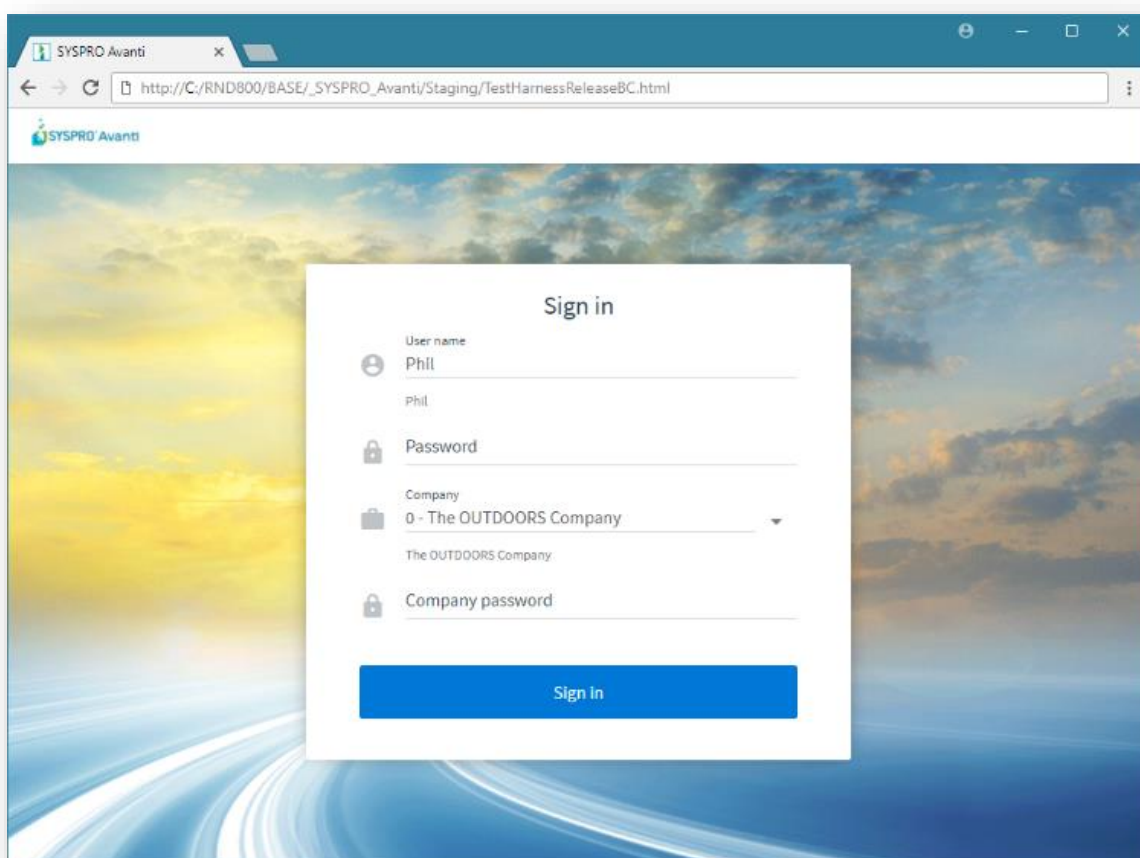 SYSPRO Avanti
http://C:/RND800/BASE/_SYSPRO_Avanti/Staging/TestHarnessReleaseBC.html
SYSPRO Avanti
Sign in
User name
Phil
Phil
Password
Company
0 - The OUTDOORS Company
The OUTDOORS Company
Company password
Sign in